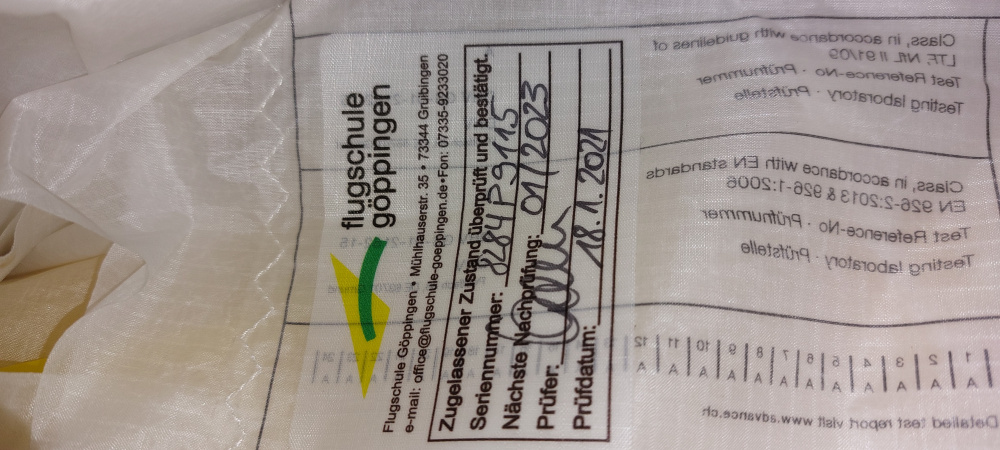 flugschule
göppingen
Flugschule Göppingen • Mühlhauserstr. 35 • 73344 Gruibingen
e-mail: office@flugschule-goeppingen.de • Fon: 07335-9233020
Zugelassener Zustand überprüft und bestätigt.
Seriennummer: 8284P39115
Nächste Nachprüfung: 01/2023
Prüfer:
Prüfdatum: 18.1.2021
Class, in accordance with guidelines of
LTF NfL II 91/09
Test Reference-No · Prüfnummer
Testing laboratory · Prüfstelle
Class, in accordance with EN standards
EN 926-2:2013 & 926-1:2006
Test Reference-No · Prüfnummer
Testing laboratory · Prüfstelle
1 2 3 4 5 6 7 8 9 10 11 12
A A A A A A A A A A A A
Detailed test report visit www.advance.ch